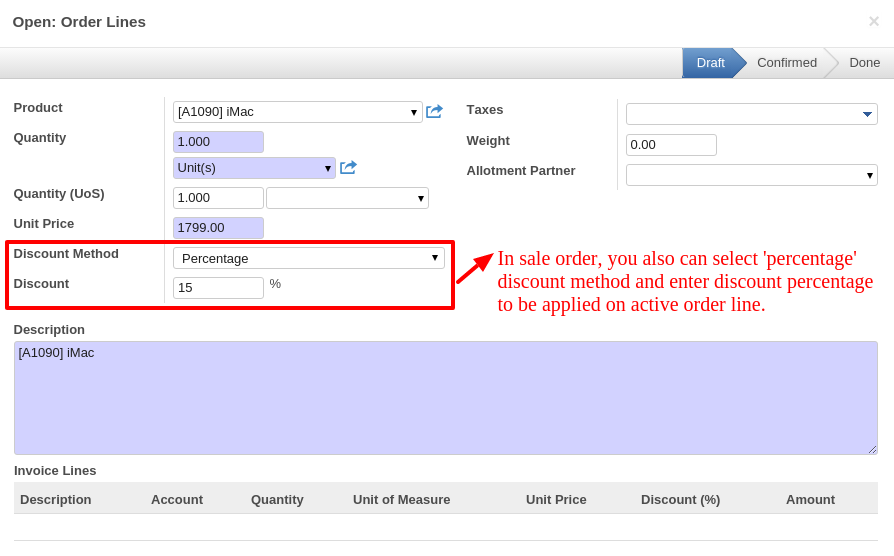 Open: Order Lines ×
Draft Confirmed Done
Product [A1090] iMac
Quantity 1.000
Unit(s)
Quantity (UoS) 1.000
Unit Price 1799.00
Discount Method Percentage
Discount 15 %
Taxes
Weight 0.00
Allotment Partner
In sale order, you also can select 'percentage'
discount method and enter discount percentage
to be applied on active order line.
Description
[A1090] iMac
Invoice Lines
Description Account Quantity Unit of Measure Unit Price Discount (%) Amount